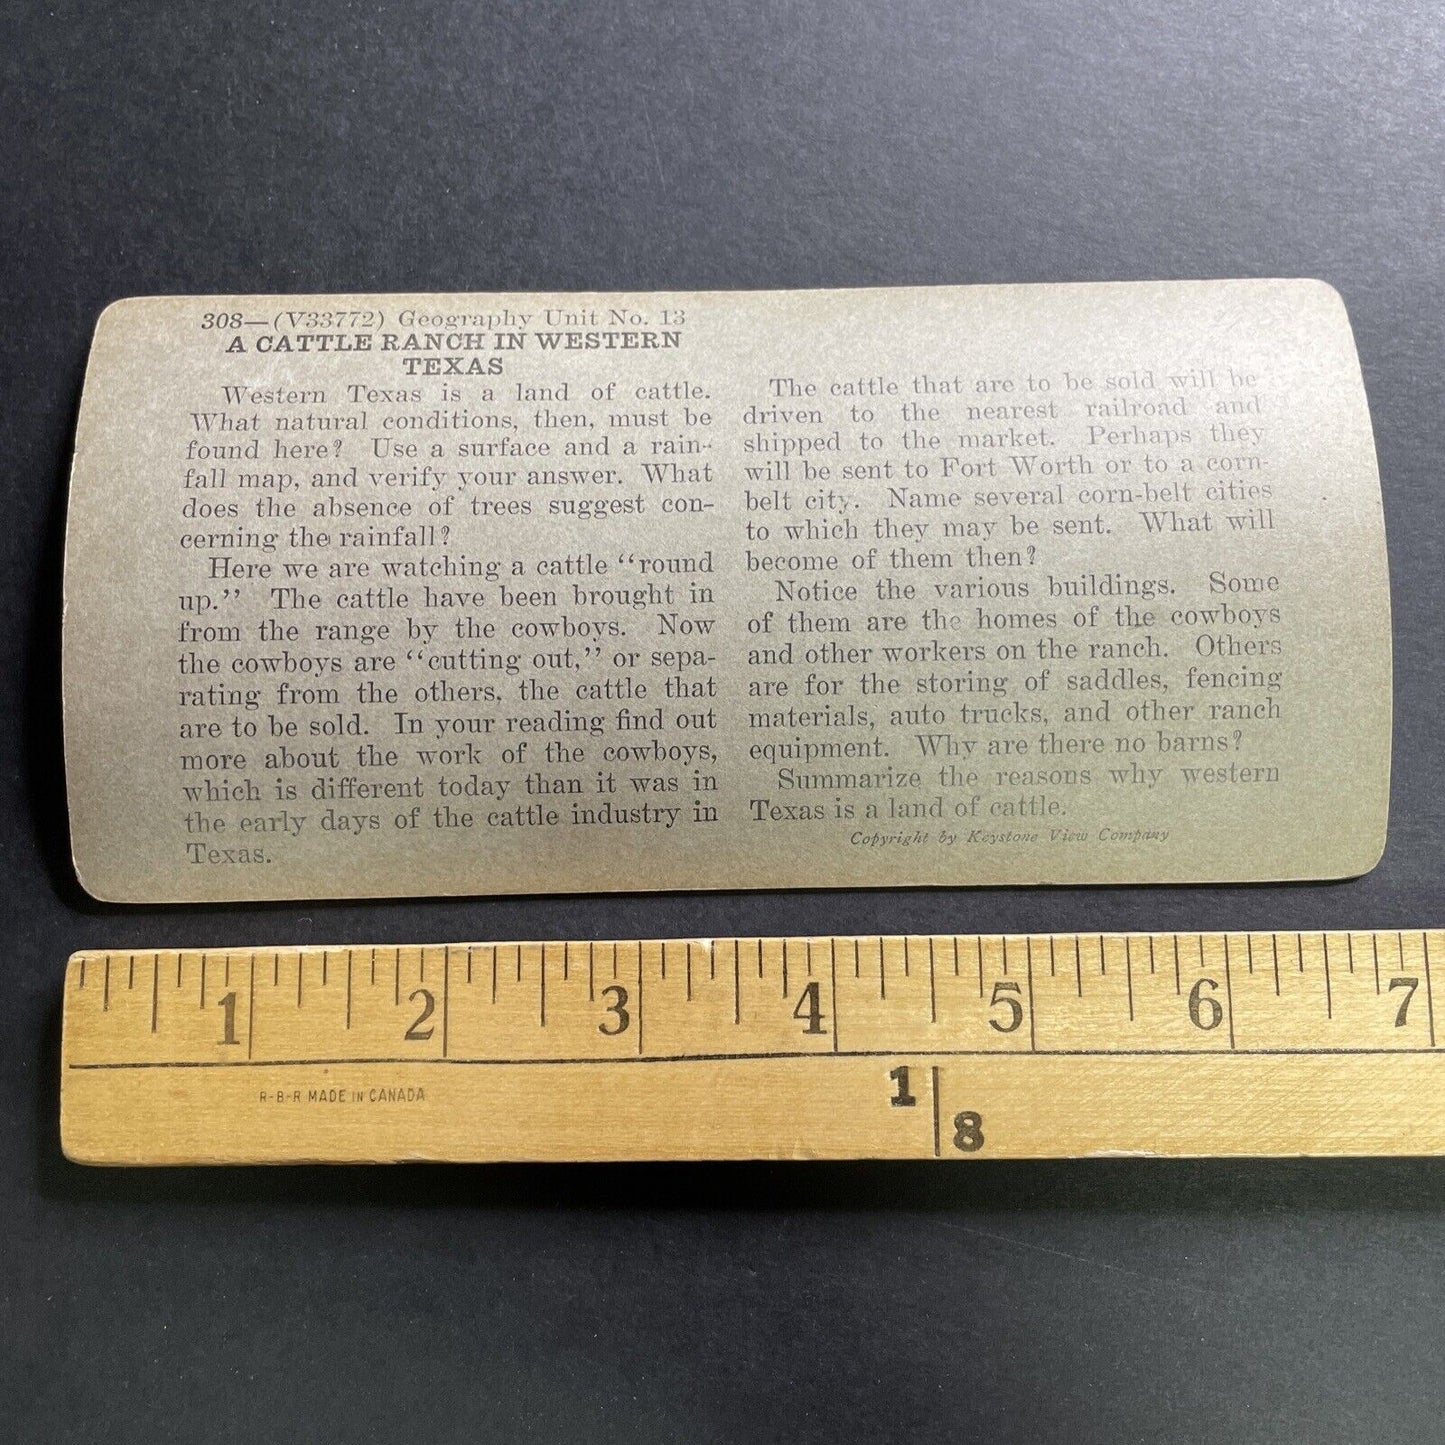 308—(V33772) Geography Unit No. 13
A CATTLE RANCH IN WESTERN
TEXAS
Western Texas is a land of cattle.
What natural conditions, then, must be
found here? Use a surface and a rain-
fall map, and verify your answer. What
does the absence of trees suggest con-
cerning the rainfall?
Here we are watching a cattle “round
up.” The cattle have been brought in
from the range by the cowboys. Now
the cowboys are “cutting out,” or sepa-
rating from the others, the cattle that
are to be sold. In your reading find out
more about the work of the cowboys,
which is different today than it was in
the early days of the cattle industry in
Texas.
The cattle that are to be sold will be
driven to the nearest railroad and
shipped to the market. Perhaps they
will be sent to Fort Worth or to a corn-
belt city. Name several corn-belt cities
to which they may be sent. What will
become of them then?
Notice the various buildings. Some
of them are the homes of the cowboys
and other workers on the ranch. Others
are for the storing of saddles, fencing
materials, auto trucks, and other ranch
equipment. Why are there no barns?
Summarize the reasons why western
Texas is a land of cattle.
Copyright by Keystone View Company
1 2 3 4 5 6 7
R-B-R MADE IN CANADA
1
8